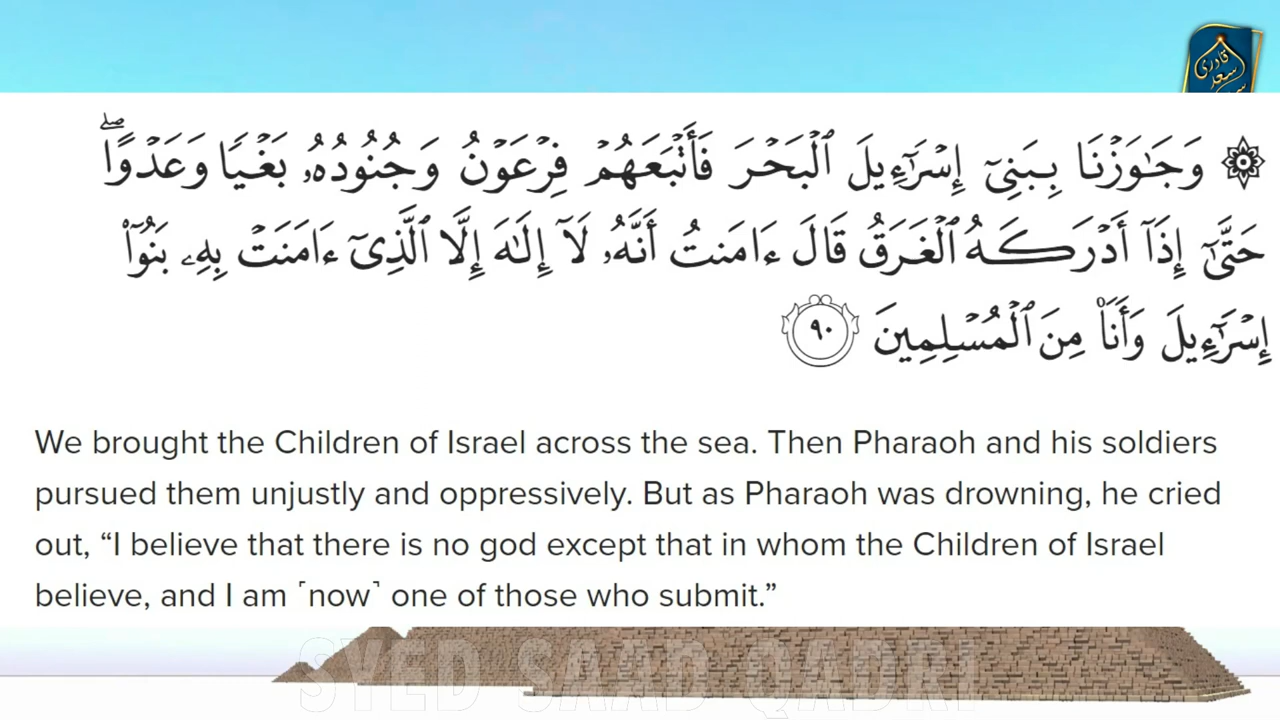 قادری
سعد
۞ وَجَـٰوَزْنَا بِبَنِىٓ إِسْرَٰٓءِيلَ ٱلْبَحْرَ فَأَتْبَعَهُمْ فِرْعَوْنُ وَجُنُودُهُۥ بَغْيًا وَعَدْوًا ۖ
حَتَّىٰٓ إِذَآ أَدْرَكَهُ ٱلْغَرَقُ قَالَ ءَامَنتُ أَنَّهُۥ لَآ إِلَـٰهَ إِلَّا ٱلَّذِىٓ ءَامَنَتْ بِهِۦ بَنُوٓا۟
إِسْرَٰٓءِيلَ وَأَنَا۠ مِنَ ٱلْمُسْلِمِينَ ٩٠
We brought the Children of Israel across the sea. Then Pharaoh and his soldiers
pursued them unjustly and oppressively. But as Pharaoh was drowning, he cried
out, “I believe that there is no god except that in whom the Children of Israel
believe, and I am ˹now˺ one of those who submit.”
SYED SAAD QADRI